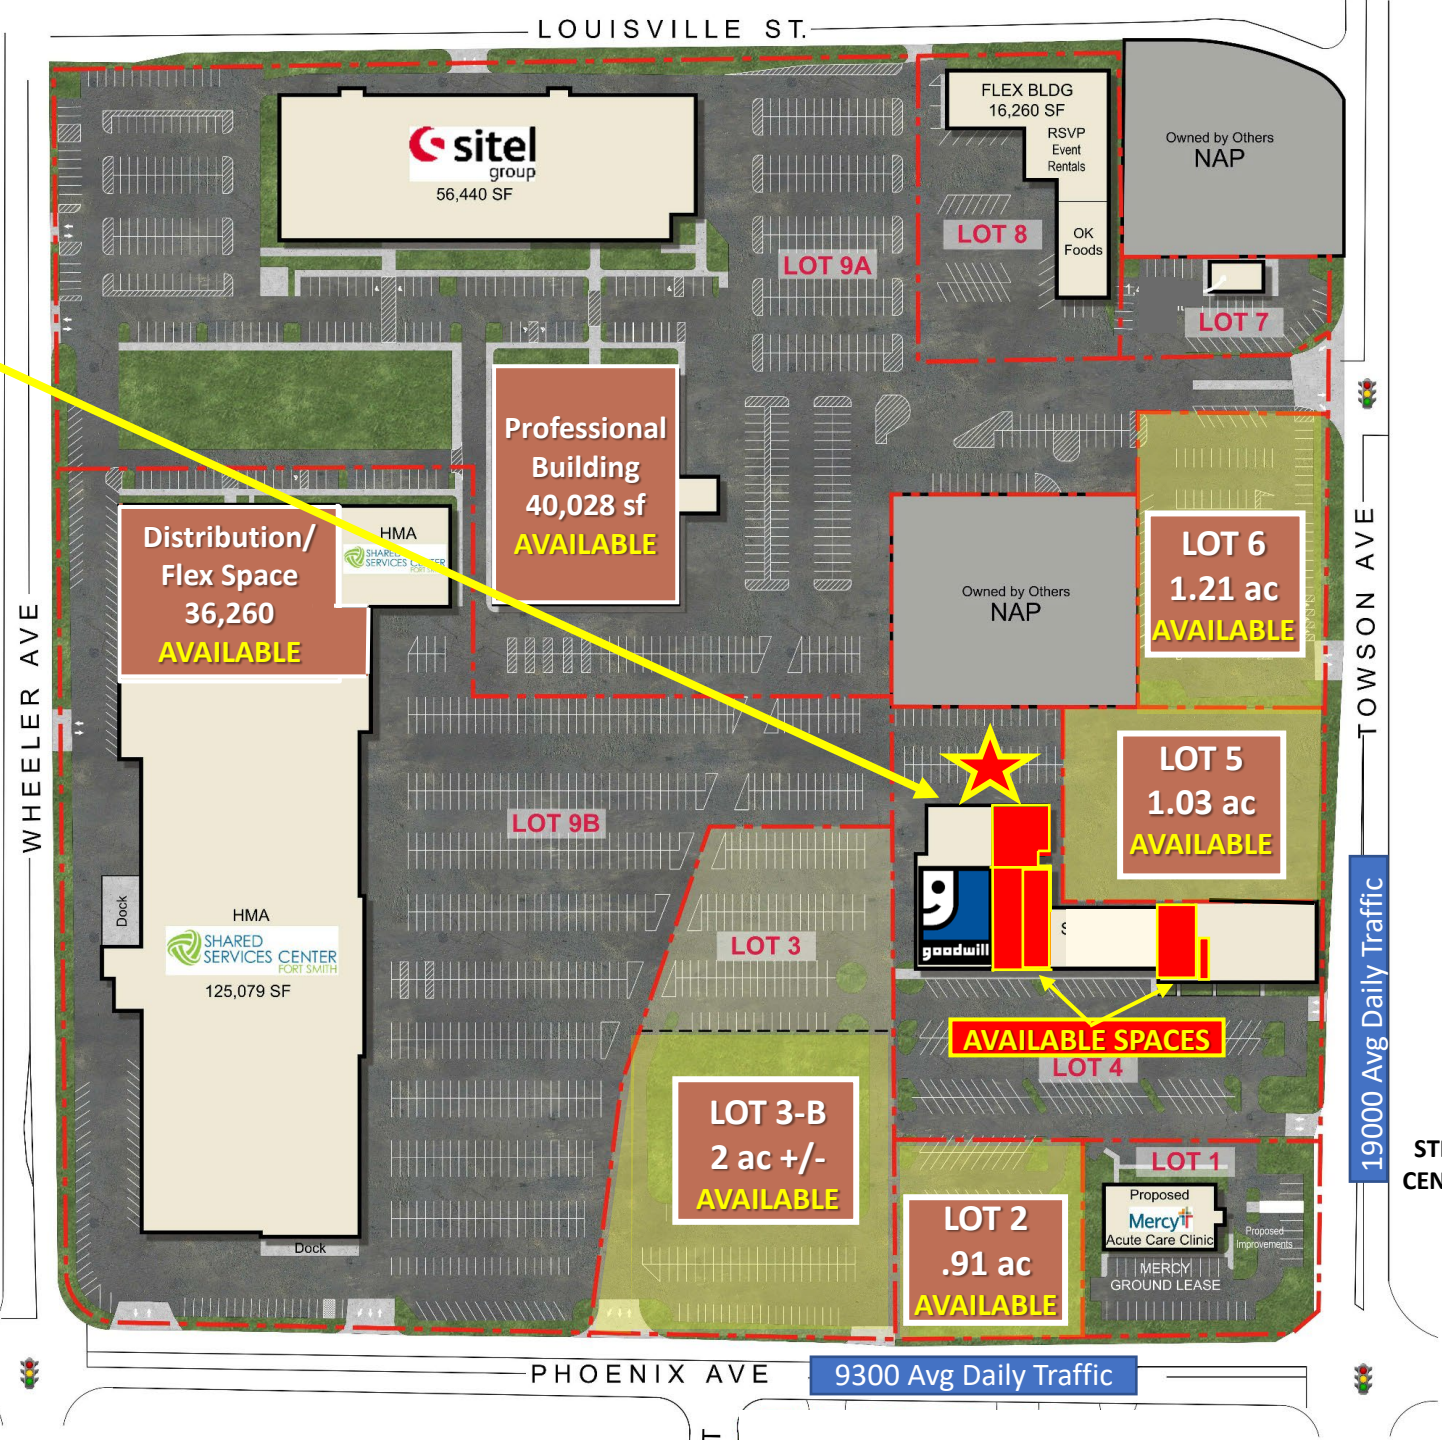 LOUISVILLE ST.
sitel
group
56,440 SF
FLEX BLDG
16,260 SF
RSVP
Event
Rentals
OK
Foods
Owned by Others
NAP
LOT 8
LOT 9A
LOT 7
Professional
Building
40,028 sf
AVAILABLE
Distribution/
Flex Space
36,260
AVAILABLE
HMA
SHARED
SERVICES CENTER
FORT SMITH
Owned by Others
NAP
LOT 6
1.21 ac
AVAILABLE
WHEELER AVE
TOWSON AVE
LOT 5
1.03 ac
AVAILABLE
LOT 9B
goodwill
S
LOT 3
Dock
HMA
SHARED
SERVICES CENTER
FORT SMITH
125,079 SF
AVAILABLE SPACES
LOT 4
19000 Avg Daily Traffic
LOT 3-B
2 ac +/-
AVAILABLE
LOT 2
.91 ac
AVAILABLE
LOT 1
Proposed
Mercy
Acute Care Clinic
Proposed
Improvements
MERCY
GROUND LEASE
Dock
PHOENIX AVE
9300 Avg Daily Traffic